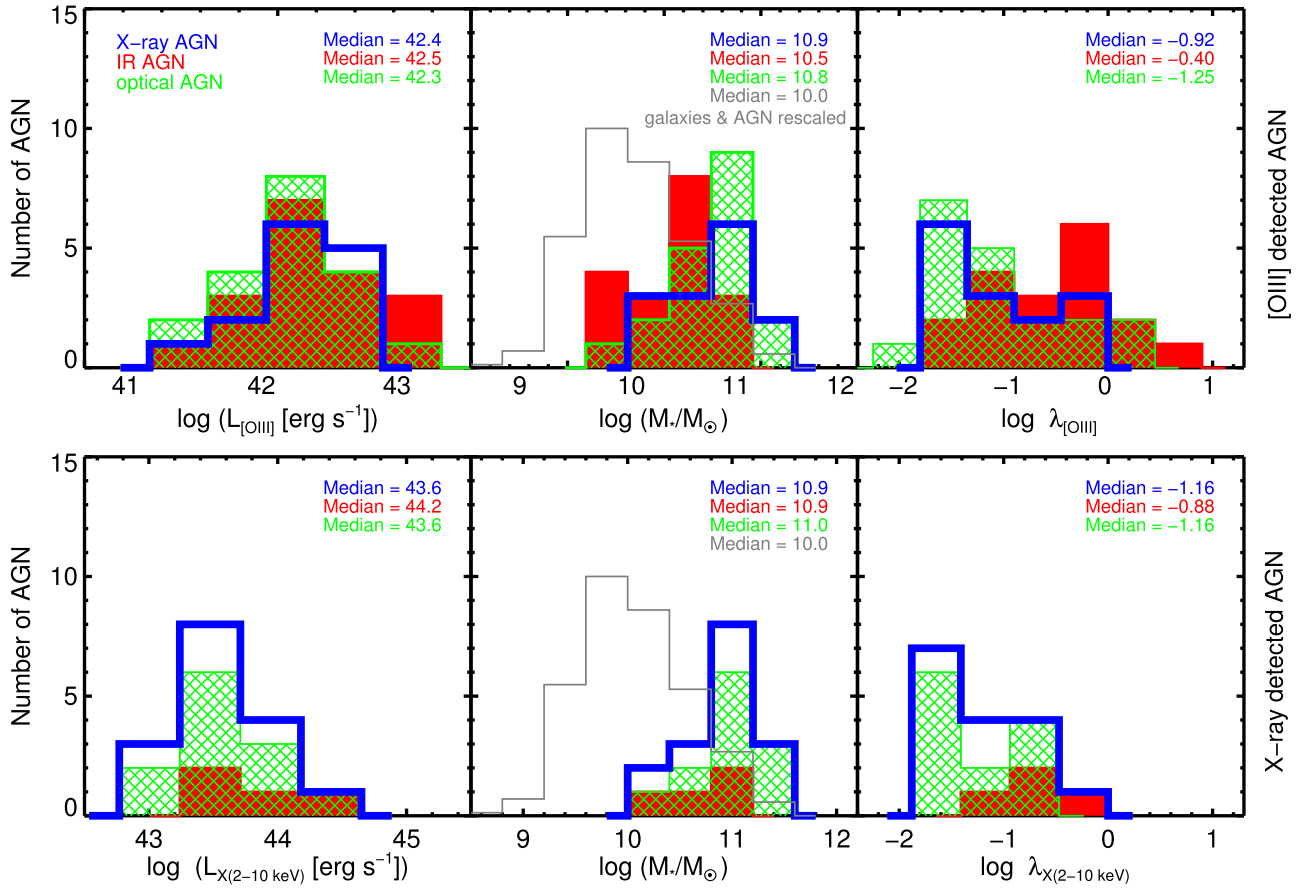 15
10
5
0
Number of AGN
X−ray AGN
IR AGN
optical AGN
Median = 42.4
Median = 42.5
Median = 42.3
41 42 43
log (L[OIII] [erg s−1])
Median = 10.9
Median = 10.5
Median = 10.8
Median = 10.0
galaxies & AGN rescaled
9 10 11 12
log (M*/M⊙)
Median = −0.92
Median = −0.40
Median = −1.25
−2 −1 0 1
log λ[OIII]
[OIII] detected AGN
15
10
5
0
Number of AGN
Median = 43.6
Median = 44.2
Median = 43.6
43 44 45
log (LX(2−10 keV) [erg s−1])
Median = 10.9
Median = 10.9
Median = 11.0
Median = 10.0
9 10 11 12
log (M*/M⊙)
Median = −1.16
Median = −0.88
Median = −1.16
−2 −1 0 1
log λX(2−10 keV)
X−ray detected AGN